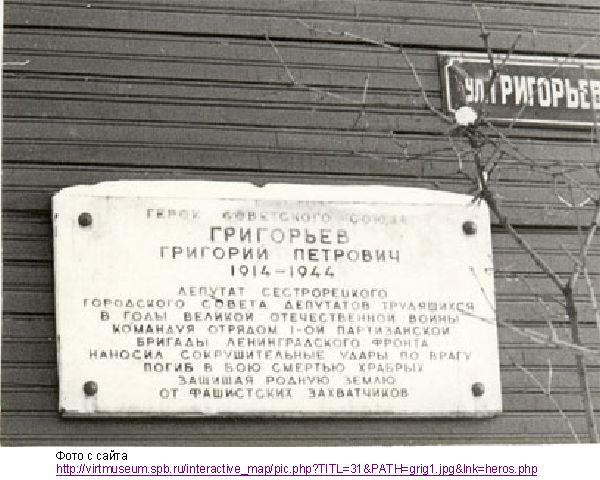 УЛ. ГРИГОРЬЕВ
ГЕРОЙ СОВЕТСКОГО СОЮЗА
ГРИГОРЬЕВ
ГРИГОРИЙ ПЕТРОВИЧ
1914-1944
ДЕПУТАТ СЕСТРОРЕЦКОГО
ГОРОДСКОГО СОВЕТА ДЕПУТАТОВ ТРУДЯЩИХСЯ
В ГОДЫ ВЕЛИКОЙ ОТЕЧЕСТВЕННОЙ ВОЙНЫ
КОМАНДУЯ ОТРЯДОМ 1-ОЙ ПАРТИЗАНСКОЙ
БРИГАДЫ ЛЕНИНГРАДСКОГО ФРОНТА
НАНОСИЛ СОКРУШИТЕЛЬНЫЕ УДАРЫ ПО ВРАГУ
ПОГИБ В БОЮ СМЕРТЬЮ ХРАБРЫХ
ЗАЩИЩАЯ РОДНУЮ ЗЕМЛЮ
ОТ ФАШИСТСКИХ ЗАХВАТЧИКОВ
Фото с сайта
http://virtmuseum.spb.ru/interactive_map/pic.php?TITL=31&PATH=grig1.jpg&lnk=heros.php